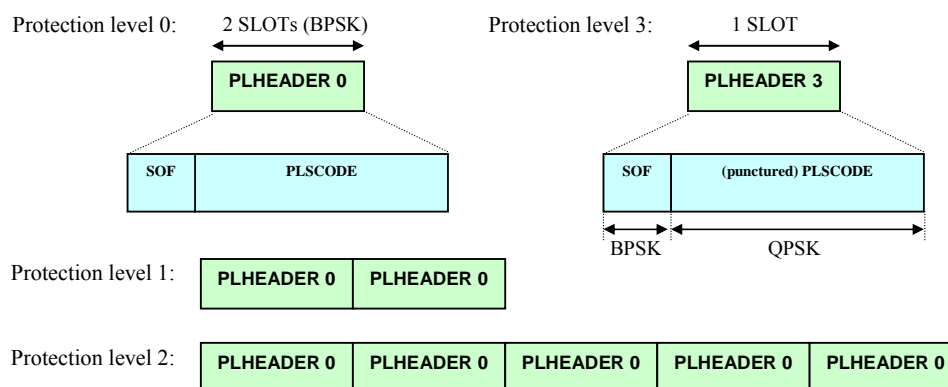 Protection level 0: 2 SLOTs (BPSK) Protection level 3: 1 SLOT
PLHEADER 0 PLHEADER 3
SOF PLSCODE SOF (punctured) PLSCODE
BPSK QPSK
Protection level 1: PLHEADER 0 PLHEADER 0
Protection level 2: PLHEADER 0 PLHEADER 0 PLHEADER 0 PLHEADER 0 PLHEADER 0